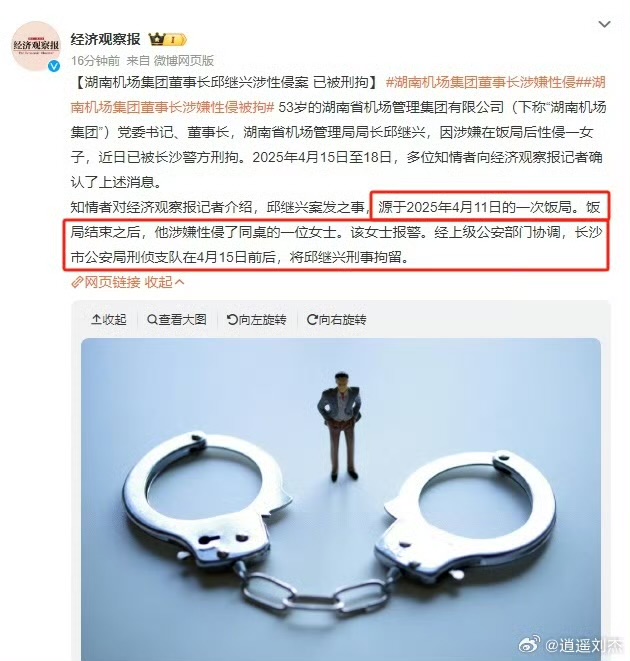 经济观察报
经济观察报 1
16分钟前 来自 微博网页版
【湖南机场集团董事长邱继兴涉性侵案 已被刑拘】 #湖南机场集团董事长涉嫌性侵##湖
南机场集团董事长涉嫌性侵被拘# 53岁的湖南省机场管理集团有限公司（下称“湖南机场
集团”）党委书记、董事长，湖南省机场管理局局长邱继兴，因涉嫌在饭局后性侵一女
子，近日已被长沙警方刑拘。2025年4月15日至18日，多位知情者向经济观察报记者确
认了上述消息。
知情者对经济观察报记者介绍，邱继兴案发之事，源于2025年4月11日的一次饭局。饭
局结束之后，他涉嫌性侵了同桌的一位女士。该女士报警。经上级公安部门协调，长沙
市公安局刑侦支队在4月15日前后，将邱继兴刑事拘留。
网页链接 收起
收起 查看大图 向左旋转 向右旋转
@逍遥刘杰